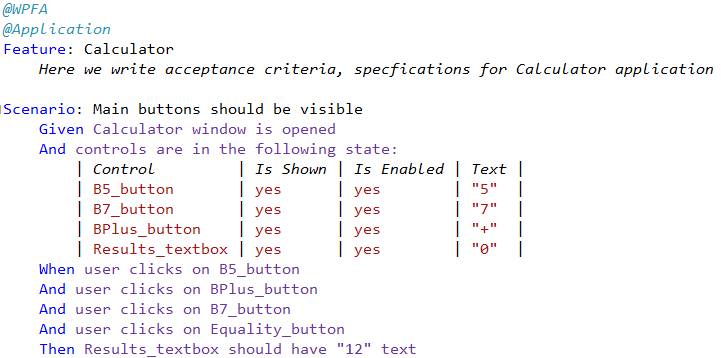 @WPFA
@Application
Feature: Calculator
Here we write acceptance criteria, specfications for Calculator application
Scenario: Main buttons should be visible
Given Calculator window is opened
And controls are in the following state:
| Control | Is Shown | Is Enabled | Text |
| B5_button | yes | yes | "5" |
| B7_button | yes | yes | "7" |
| BPlus_button | yes | yes | "+" |
| Results_textbox | yes | yes | "0" |
When user clicks on B5_button
And user clicks on BPlus_button
And user clicks on B7_button
And user clicks on Equality_button
Then Results_textbox should have "12" text